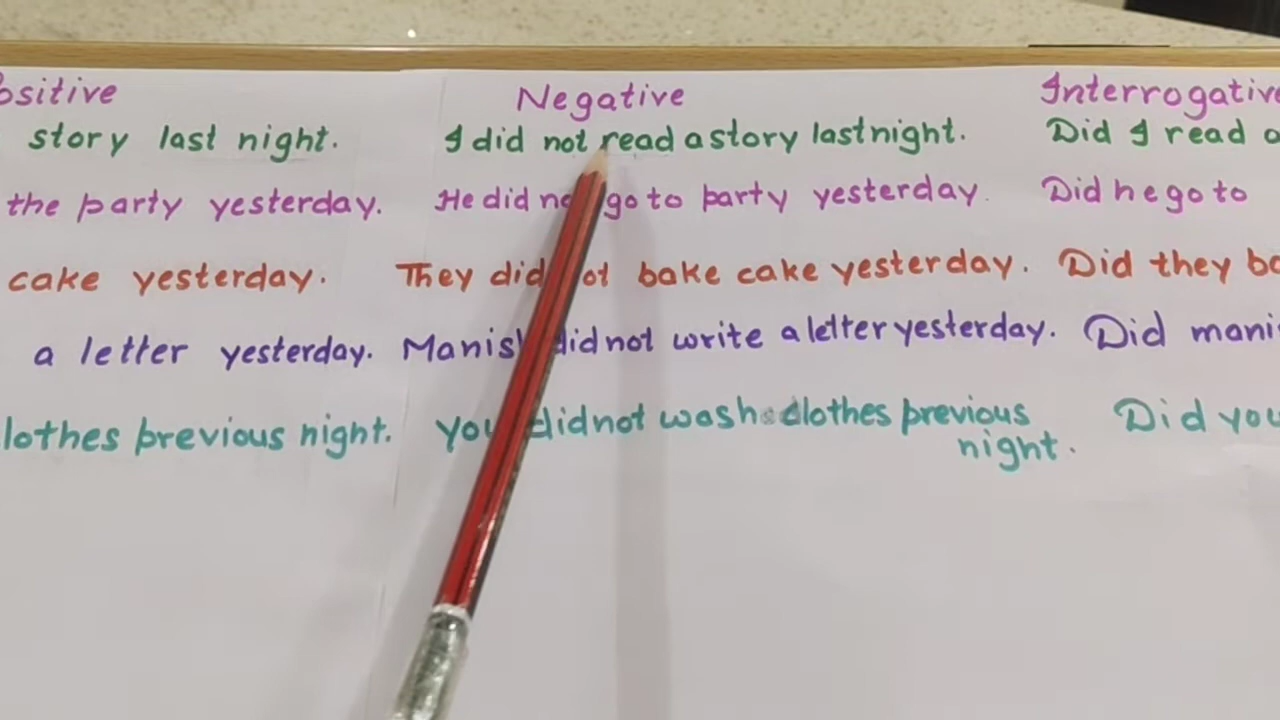 Negative Interrogative
story last night. I did not read a story last night. Did I read a
the party yesterday. He did go to party yesterday. Did he go to
cake yesterday. They did bake cake yesterday. Did they
a letter yesterday. did not write a letter yesterday. Did
previous night. You did not wash clothes previous Did you
night.